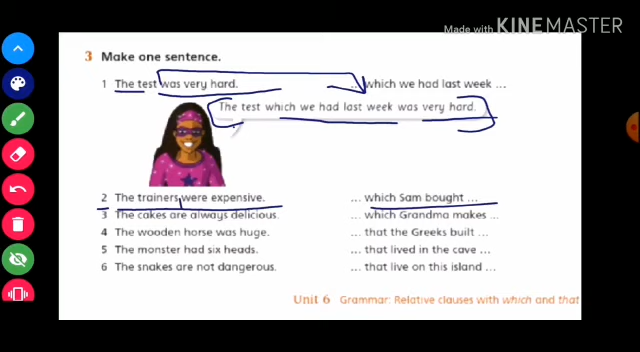 Made with KINEMASTER
3 Make one sentence.
1 The test was very hard. ... which we had last week ...
The test which we had last week was very hard.
2 The trainers were expensive. ... which Sam bought ...
3 The cakes are always delicious. ... which Grandma makes ...
4 The wooden horse was huge. ... that the Greeks built ...
5 The monster had six heads. ... that lived in the cave ...
6 The snakes are not dangerous. ... that live on this island ...
Unit 6 Grammar: Relative clauses with which and that